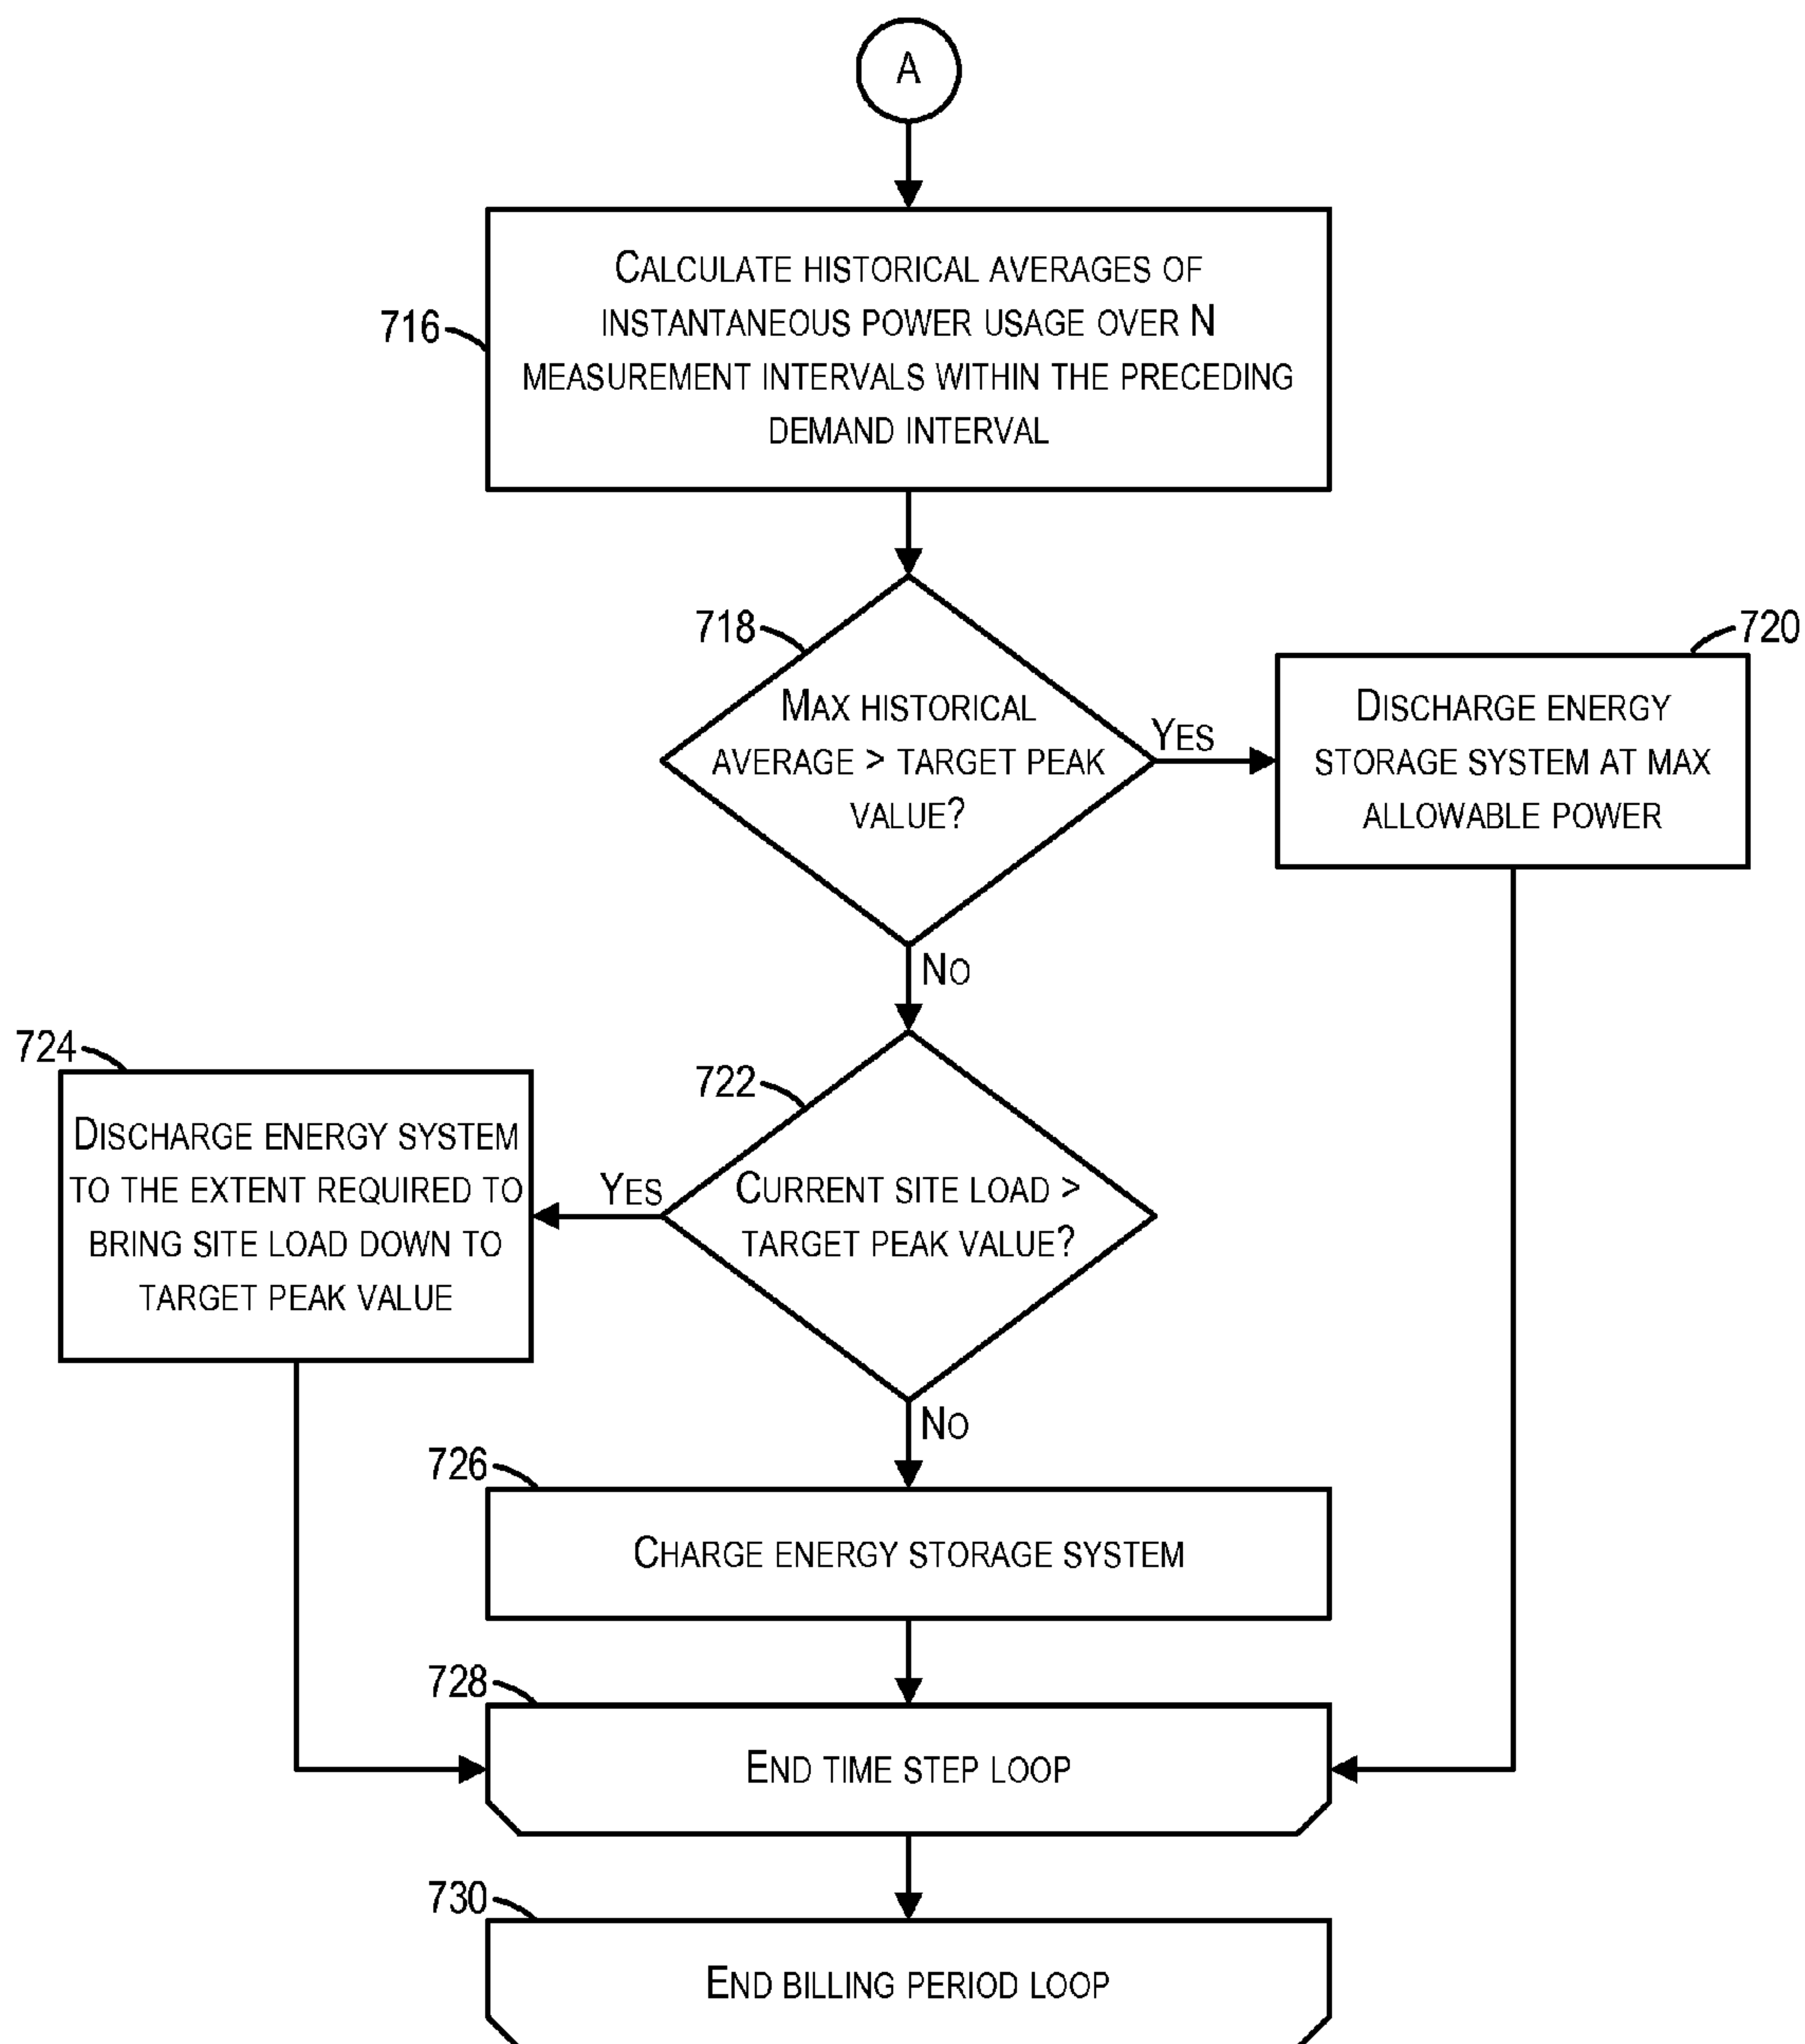 A
716
CALCULATE HISTORICAL AVERAGES OF
INSTANTANEOUS POWER USAGE OVER N
MEASUREMENT INTERVALS WITHIN THE PRECEDING
DEMAND INTERVAL
718
MAX HISTORICAL
AVERAGE > TARGET PEAK
VALUE?
YES
720
DISCHARGE ENERGY
STORAGE SYSTEM AT MAX
ALLOWABLE POWER
NO
724
DISCHARGE ENERGY SYSTEM
TO THE EXTENT REQUIRED TO
BRING SITE LOAD DOWN TO
TARGET PEAK VALUE
YES
722
CURRENT SITE LOAD >
TARGET PEAK VALUE?
NO
726
CHARGE ENERGY STORAGE SYSTEM
728
END TIME STEP LOOP
730
END BILLING PERIOD LOOP